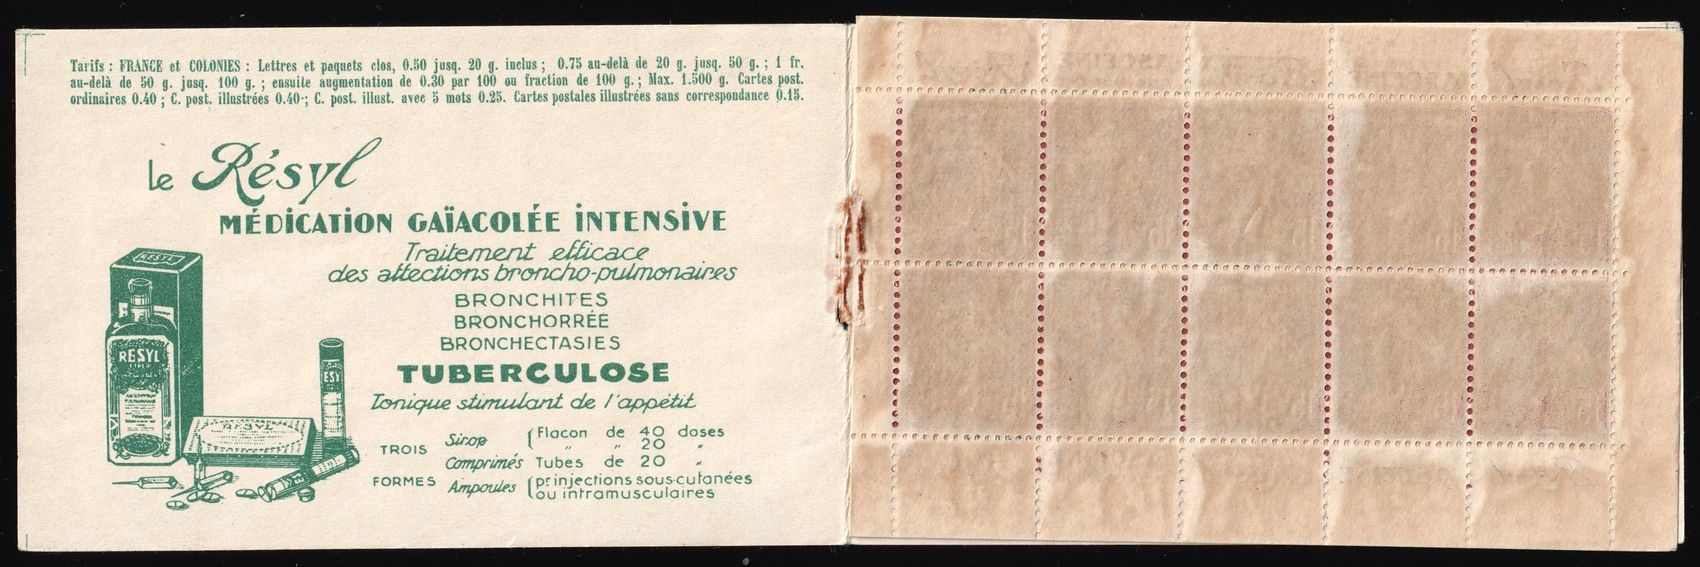 Tarifs : FRANCE et COLONIES : Lettres et paquets clos, 0.50 jusq. 20 g. inclus ; 0.75 au-delà de 20 g. jusq. 50 g. ; 1 fr.
au-delà de 50 g. jusq. 100 g. ; ensuite augmentation de 0.30 par 100 ou fraction de 100 g. ; Max. 1.500 g. Cartes post.
ordinaires 0.40 ; C. post. illustrées 0.40 ; C. post. illust. avec 5 mots 0.25. Cartes postales illustrées sans correspondance 0.15.
le Résyl
MÉDICATION GAÏACOLÉE INTENSIVE
Traitement efficace
des affections broncho-pulmonaires
BRONCHITES
BRONCHORRÉE
BRONCHECTASIES
TUBERCULOSE
Tonique stimulant de l'appétit
TROIS FORMES
Sirop ( Flacon de 40 doses
" " 20 "
Comprimés Tubes de 20 "
Ampoules ( pr injections sous-cutanées
ou intramusculaires
RESYL
RESYL
RESYL
ESY